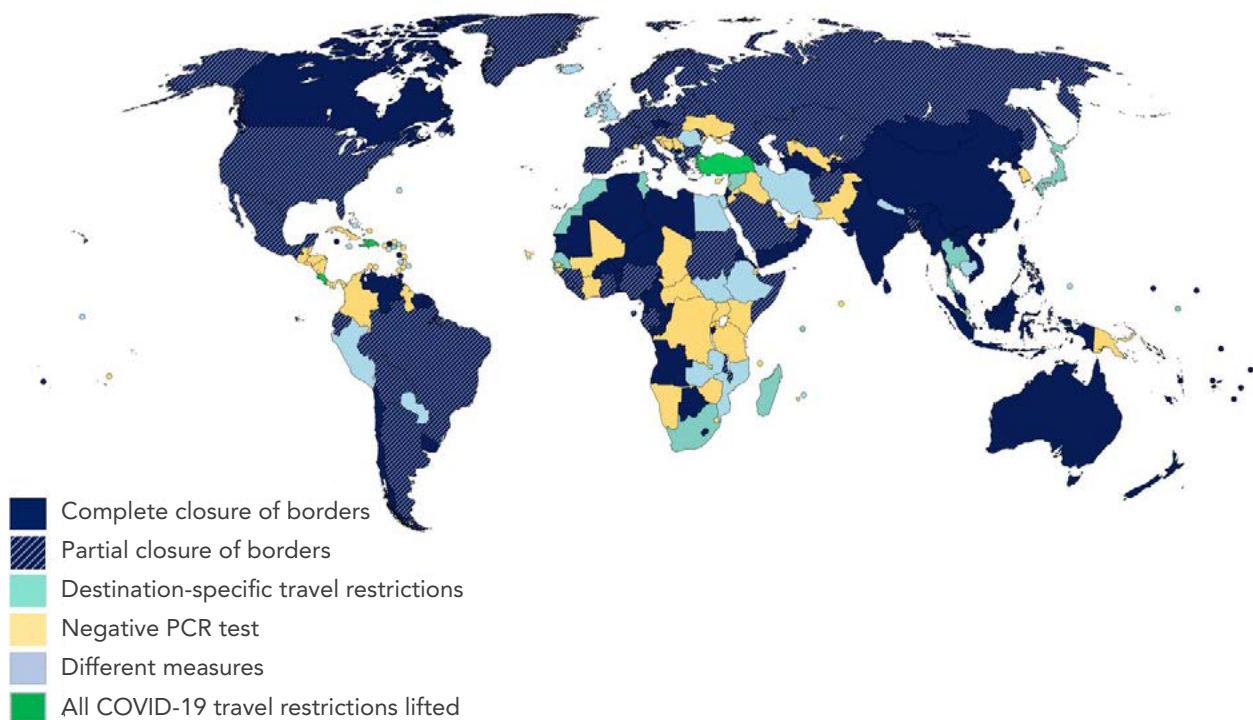 Complete closure of borders
Partial closure of borders
Destination-specific travel restrictions
Negative PCR test
Different measures
All COVID-19 travel restrictions lifted